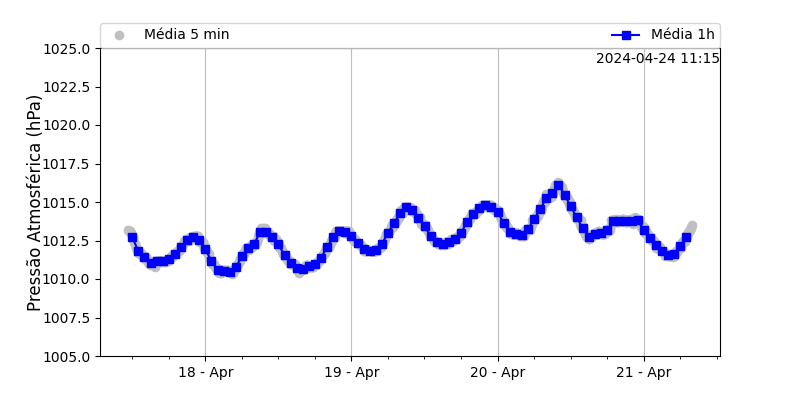 Média 5 min
Média 1h
2024-04-24 11:15
Pressão Atmosférica (hPa)
1025.0
1022.5
1020.0
1017.5
1015.0
1012.5
1010.0
1007.5
1005.0
18 - Apr
19 - Apr
20 - Apr
21 - Apr